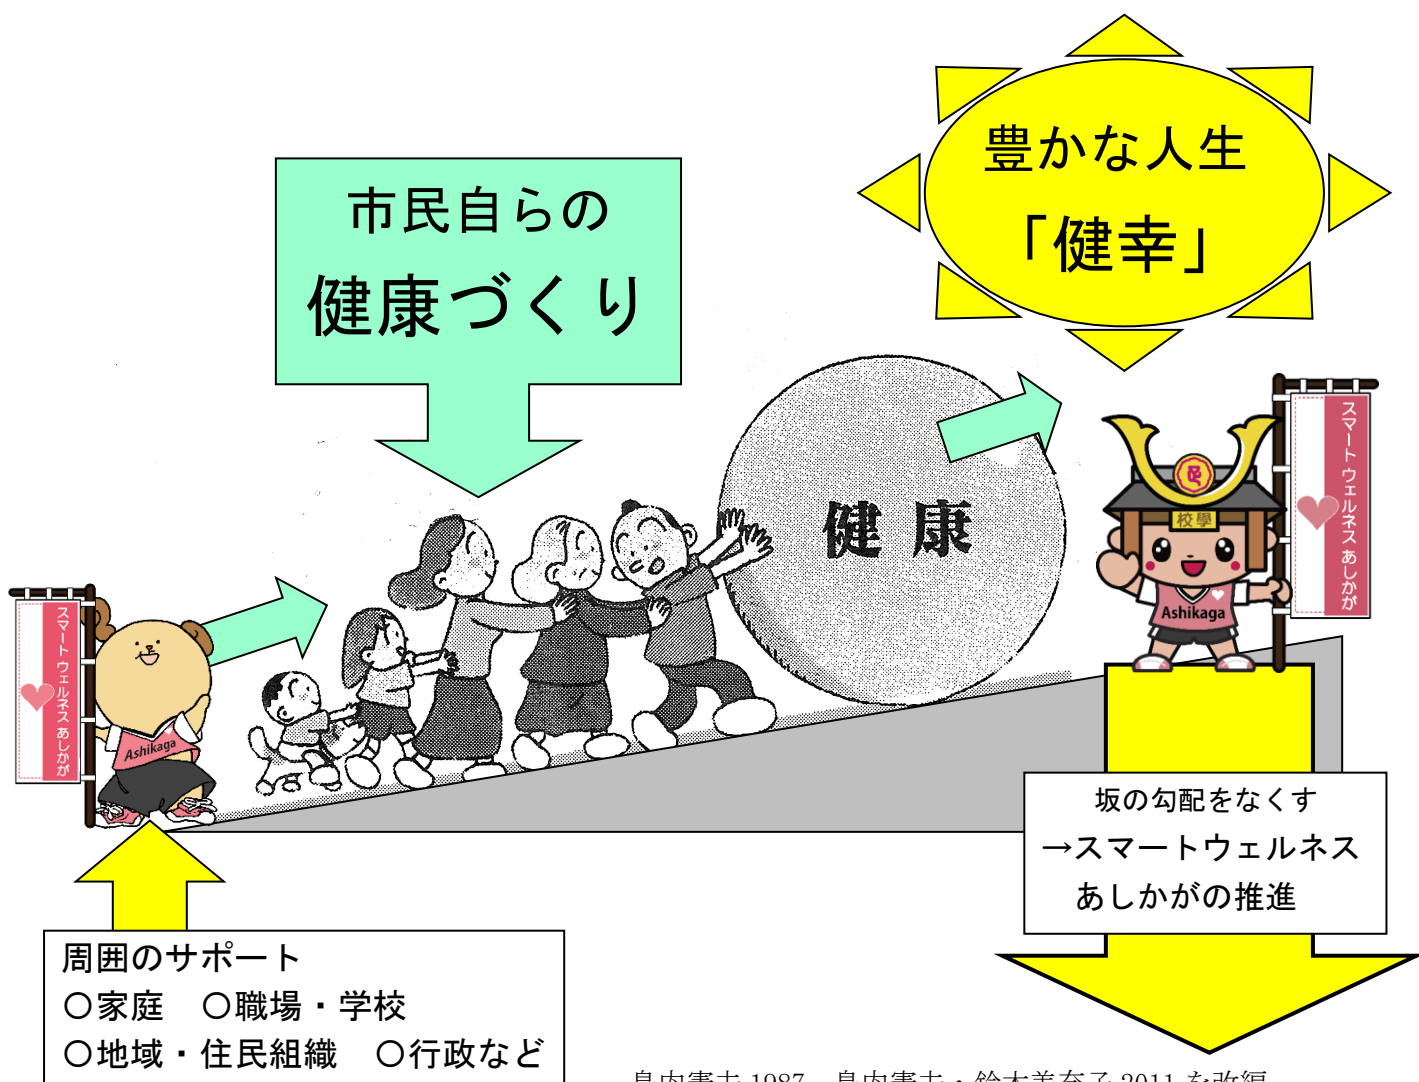 豊かな人生
「健幸」
市民自らの
健康づくり
健康
スマート ウェルネス あしかが
校學
Ashikaga
スマート ウェルネス あしかが
Ashikaga
坂の勾配をなくす
→スマートウェルネス
あしかがの推進
周囲のサポート
○家庭　○職場・学校
○地域・住民組織　○行政など